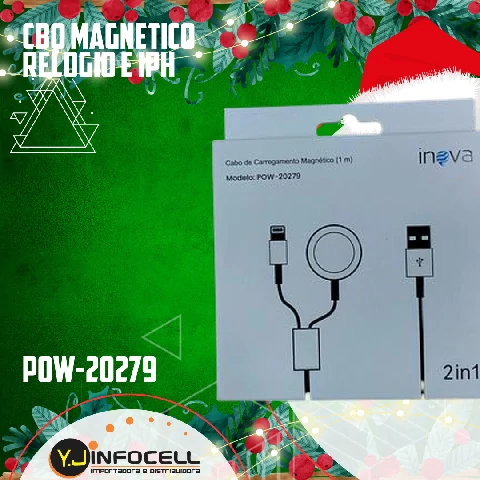 CBO MAGNETICO
RELOGIO E IPH
Cabo de Carregamento Magnético (1 m)
Modelo: POW-20279
inova
2in1
POW-20279
Y.J INFOCELL
importadora e distribuidora